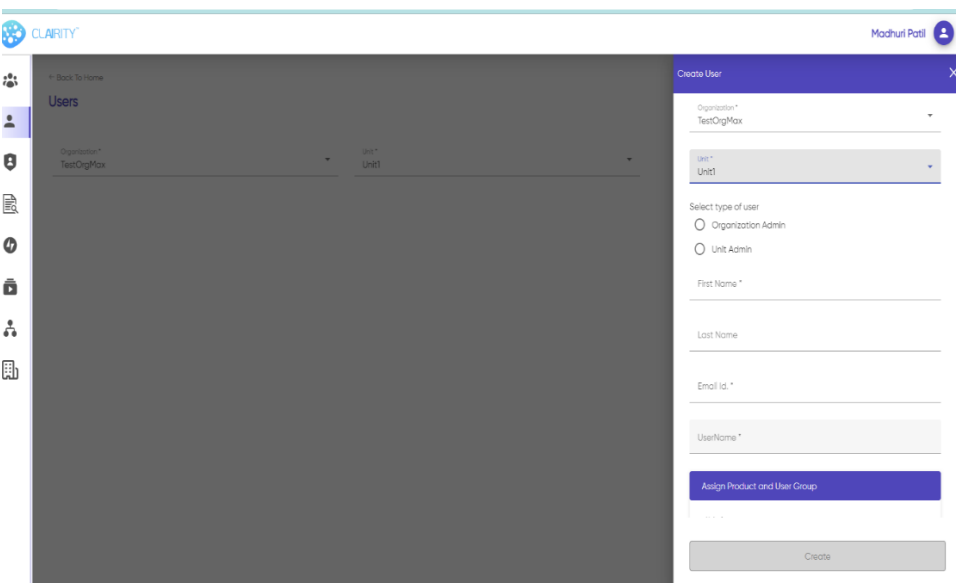 CLAIRITY
Madhuri Patil
← Back To Home
Users
Organization *
TestOrgMax
Unit *
Unit1
Create User
Organization *
TestOrgMax
Unit *
Unit1
Select type of user
Organization Admin
Unit Admin
First Name *
Last Name
Email Id. *
UserName *
Assign Product and User Group
Create